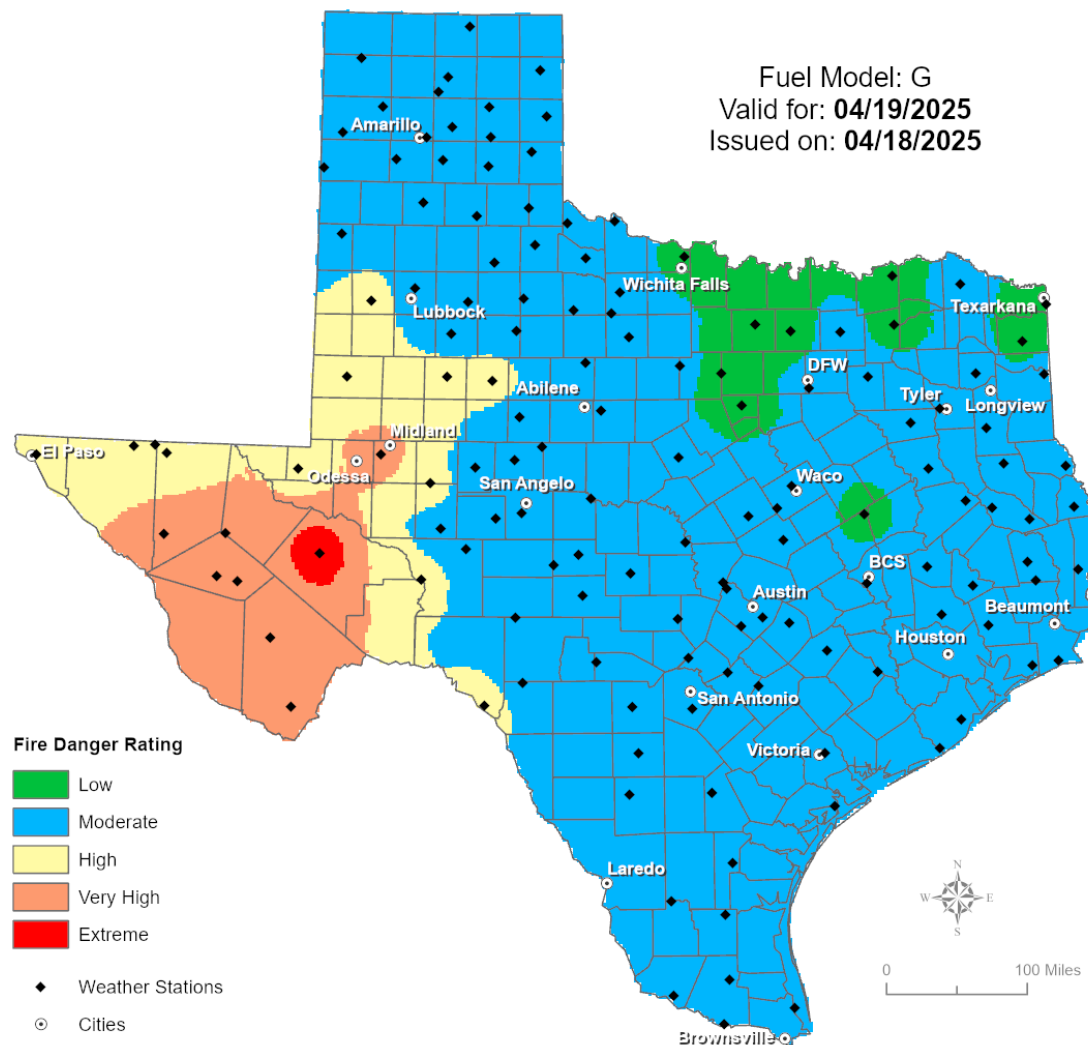 Fuel Model: G
Valid for: 04/19/2025
Issued on: 04/18/2025
Amarillo
Wichita Falls
Texarkana
Lubbock
DFW
Abilene
Tyler
Longview
Midland
El Paso
Odessa
San Angelo
Waco
BCS
Austin
Beaumont
Houston
San Antonio
Victoria
Laredo
Brownsville
Fire Danger Rating
Low
Moderate
High
Very High
Extreme
Weather Stations
Cities
N
W E
S
0 100 Miles